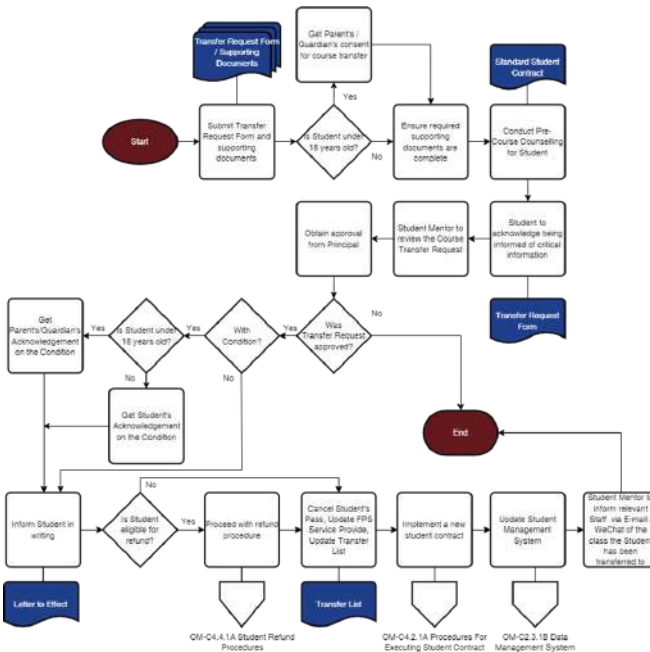 Transfer Request Form
/ Supporting
Documents
Get Parent's /
Guardian's consent
for course transfer
Standard Student
Contract
Start
Submit Transfer
Request Form and
supporting
documents
Is Student under
18 years old?
Yes
No
Ensure required
supporting
documents are
complete
Conduct Pre-
Course Counselling
for Student
Obtain approval
from Principal
Student Mentor to
review the Course
Transfer Request
Student to
acknowledge being
informed of critical
information
Transfer Request
Form
Get
Parent's/Guardian's
Acknowledgement
on the Condition
Yes
Is Student under
18 years old?
Yes
With
Condition?
Yes
Was
Transfer Request
approved?
No
No
No
Get Student's
Acknowledgement
on the Condition
End
Inform Student in
writing
Is Student
eligible for
refund?
No
Yes
Proceed with refund
procedure
Cancel Student's
Pass, Update FPS
Service Provide,
Update Transfer
List
Implement a new
student contract
Update Student
Management
System
Student Mentor to
inform relevant
Staff via E-mail /
WeChat of the
class the Student
has been
transferred to
Letter to Effect
Transfer List
QM-C4.4.1A Student Refund
Procedures
QM-C4.2.1A Procedures For
Executing Student Contract
QM-C2.3.1B Data
Management System